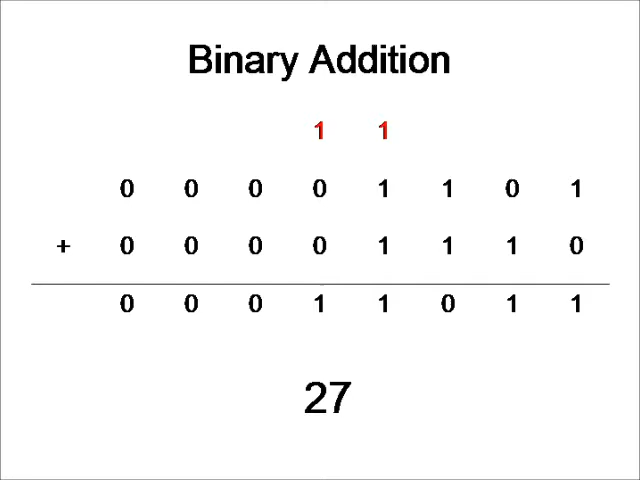 Binary Addition
1 1
0 0 0 0 1 1 0 1
+ 0 0 0 0 1 1 1 0
0 0 0 1 1 0 1 1
27